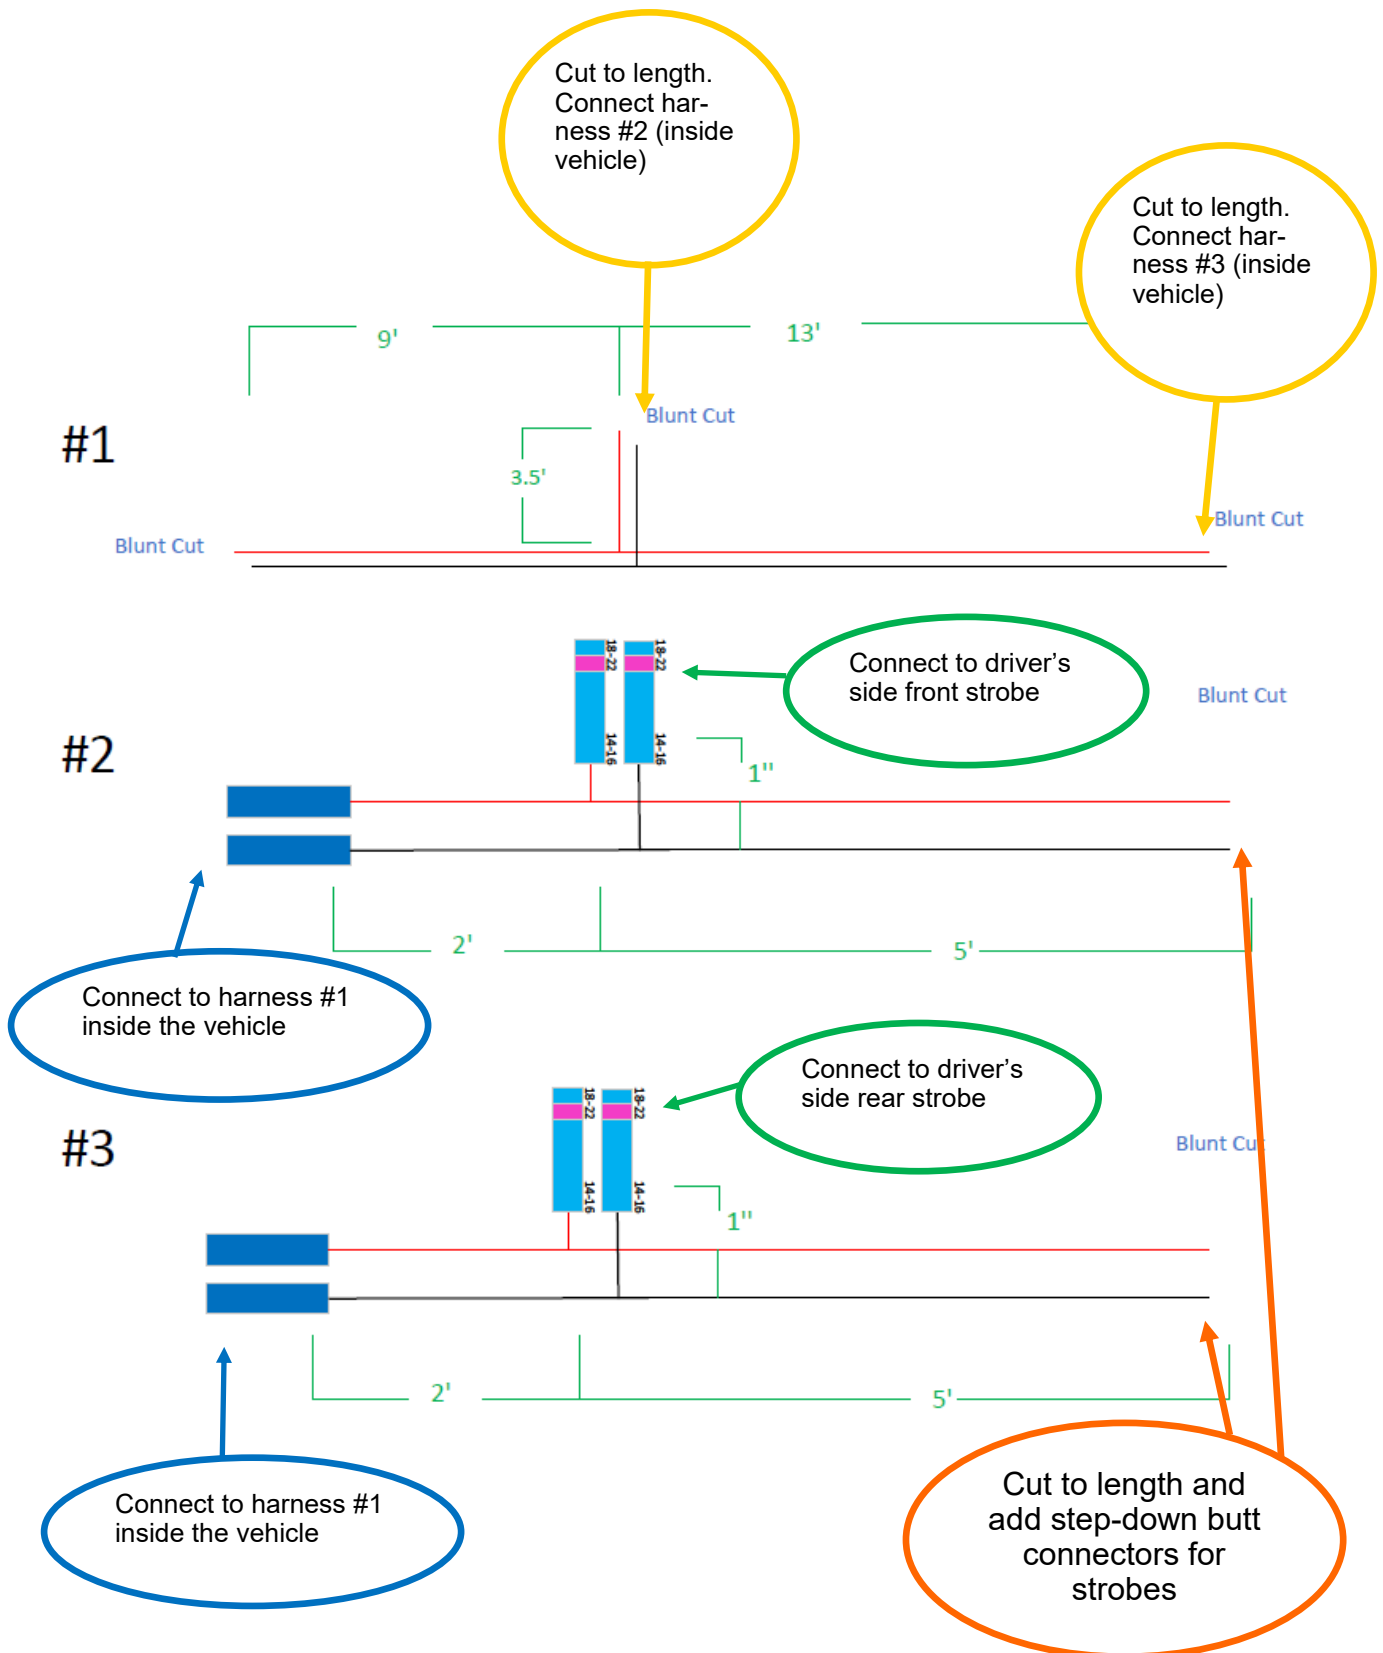 Cut to length.
Connect har-
ness #2 (inside
vehicle)
Cut to length.
Connect har-
ness #3 (inside
vehicle)
9'
13'
Blunt Cut
#1
3.5'
Blunt Cut
Blunt Cut
18-22
18-22
Connect to driver's
side front strobe
Blunt Cut
#2
14-16
14-16
1"
2'
5'
Connect to harness #1
inside the vehicle
Connect to driver's
side rear strobe
18-22
18-22
#3
Blunt Cut
14-16
14-16
1"
2'
5'
Connect to harness #1
inside the vehicle
Cut to length and
add step-down butt
connectors for
strobes